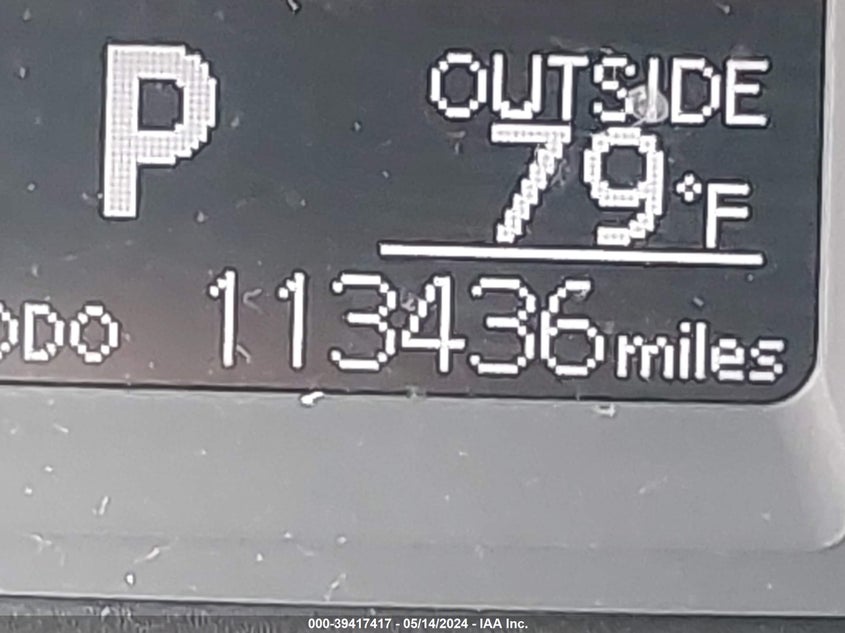 P
OUTSIDE
79°F
ODO 113436 miles
000-39417417 - 05/14/2024 - IAA Inc.